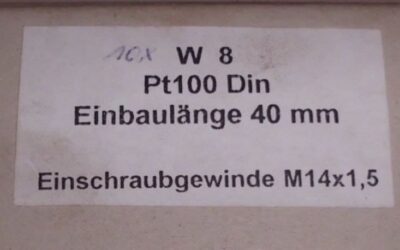 10x W 8
Pt100 Din
Einbaulänge 40 mm
Einschraubgewinde M14x1,5